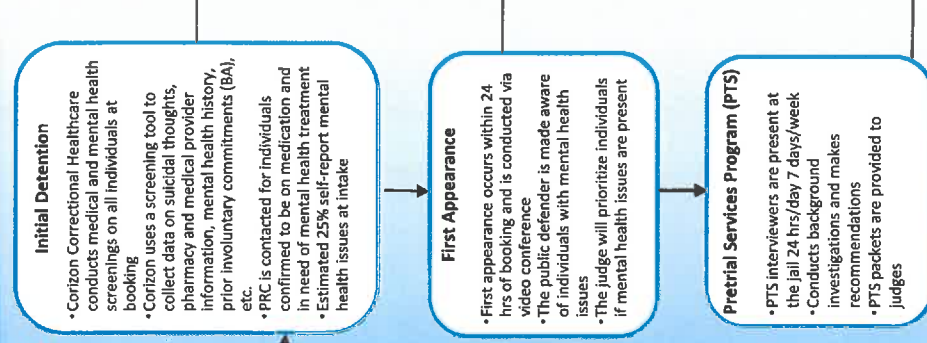 Initial Detention
• Corizon Correctional Healthcare
conducts medical and mental health
screenings on all individuals at
booking
• Corizon uses a screening tool to
collect data on suicidal thoughts,
pharmacy and medical provider
information, mental health history,
prior involuntary commitments (BA),
etc.
• PRC is contacted for individuals
confirmed to be on medication and
in need of mental health treatment
• Estimated 25% self-report mental
health issues at intake
First Appearance
• First appearance occurs within 24
hrs of booking and is conducted via
video conference
• The public defender is made aware
of individuals with mental health
issues
• The judge will prioritize individuals
if mental health issues are present
Pretrial Services Program (PTS)
• PTS interviewers are present at
the jail 24 hrs/day 7 days/week
• Conducts background
investigations and makes
recommendations
• PTS packets are provided to
judges